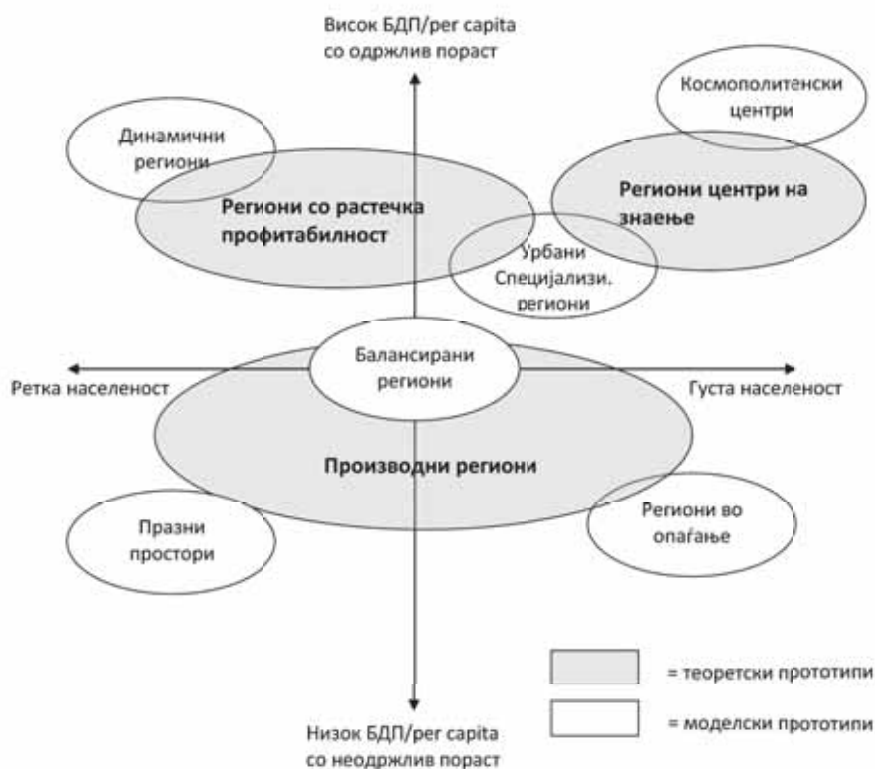 Висок БДП/per capita
со одржлив пораст
Космополитенски
центри
Динамични
региони
Региони центри на
знаење
Региони со растечка
профитабилност
Урбани
Специјализи.
региони
Балансирани
региони
Ретка населеност
Густа населеност
Производни региони
Региони во
опаѓање
Празни
простори
= теоретски прототипи
= моделски прототипи
Низок БДП/per capita
со неодржлив пораст